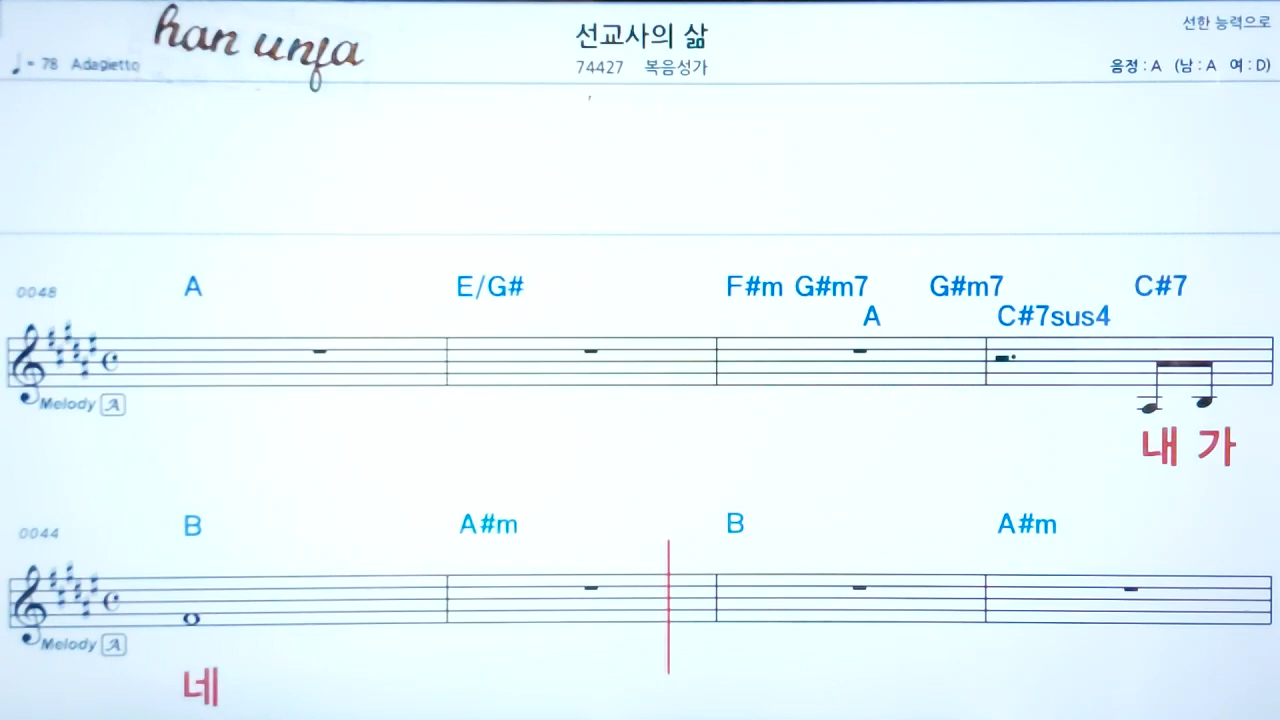 han unfa
선교사의 삶
선한 능력으로
♩= 78 Adagietto
74427 복음성가
음정 : A (남 : A 여 : D)
0048 A E/G# F#m G#m7 G#m7 C#7
A C#7sus4
Melody A
내 가
0044 B A#m B A#m
Melody A
네